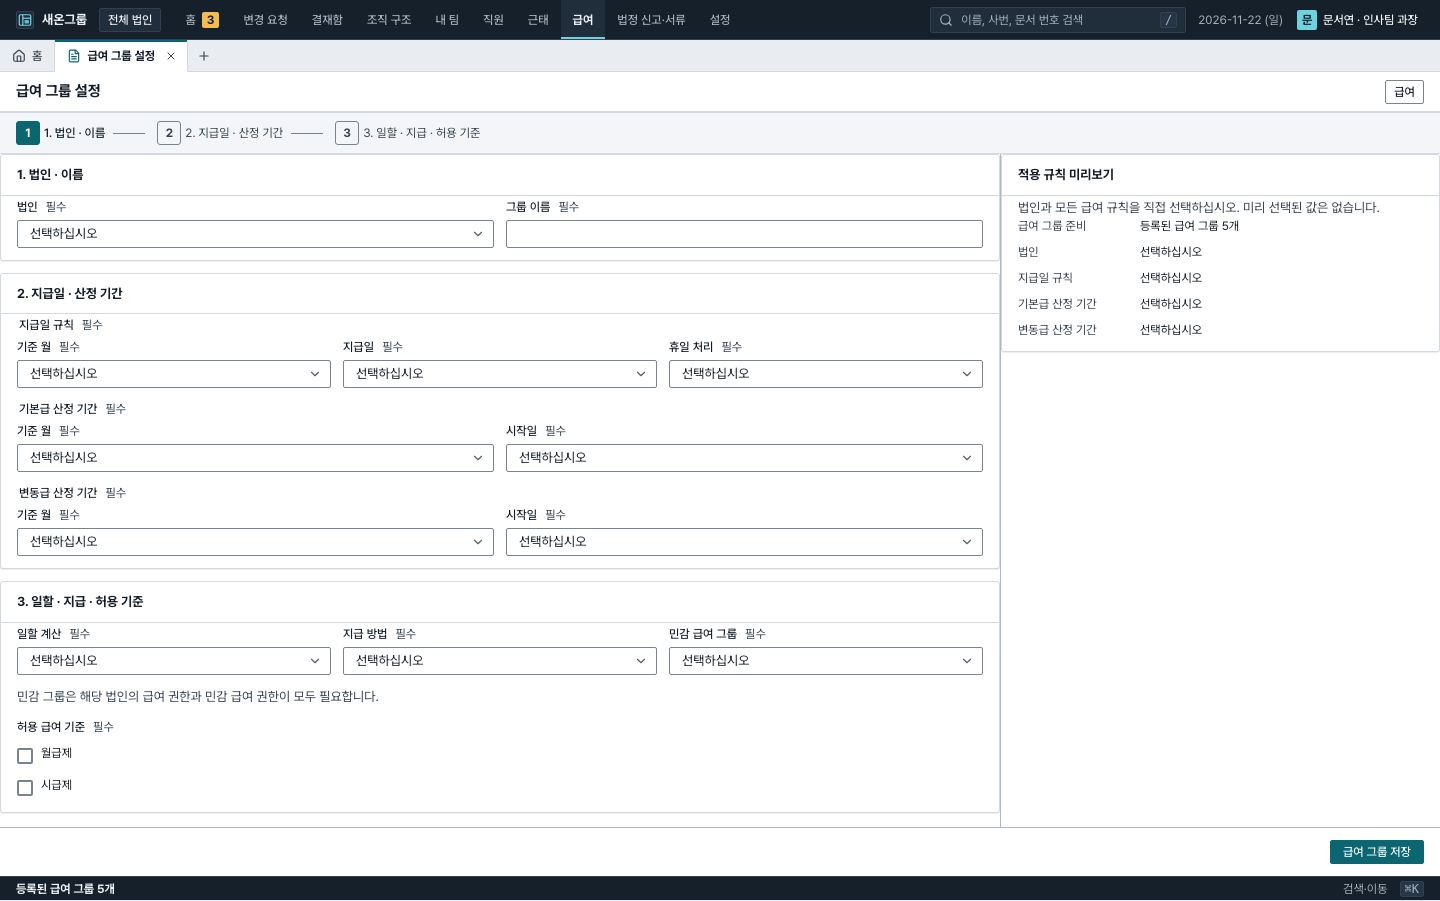 새온그룹 전체 법인 홈 3 변경 요청 결재함 조직 구조 내 팀 직원 근태 급여 법정 신고·서류 설정 이름, 사번, 문서 번호 검색 / 2026-11-22 (일) 문 문서연 · 인사팀 과장
홈 급여 그룹 설정
급여 그룹 설정 급여
1 1. 법인 · 이름 2 2. 지급일 · 산정 기간 3 3. 일할 · 지급 · 허용 기준
1. 법인 · 이름
법인 필수 그룹 이름 필수
선택하십시오
2. 지급일 · 산정 기간
지급일 규칙 필수
기준 월 필수 지급일 필수 휴일 처리 필수
선택하십시오 선택하십시오 선택하십시오
기본급 산정 기간 필수
기준 월 필수 시작일 필수
선택하십시오 선택하십시오
변동급 산정 기간 필수
기준 월 필수 시작일 필수
선택하십시오 선택하십시오
3. 일할 · 지급 · 허용 기준
일할 계산 필수 지급 방법 필수 민감 급여 그룹 필수
선택하십시오 선택하십시오 선택하십시오
민감 그룹은 해당 법인의 급여 권한과 민감 급여 권한이 모두 필요합니다.
허용 급여 기준 필수
월급제
시급제
적용 규칙 미리보기
법인과 모든 급여 규칙을 직접 선택하십시오. 미리 선택된 값은 없습니다.
급여 그룹 준비 등록된 급여 그룹 5개
법인 선택하십시오
지급일 규칙 선택하십시오
기본급 산정 기간 선택하십시오
변동급 산정 기간 선택하십시오
급여 그룹 저장
등록된 급여 그룹 5개 검색·이동 ⌘K